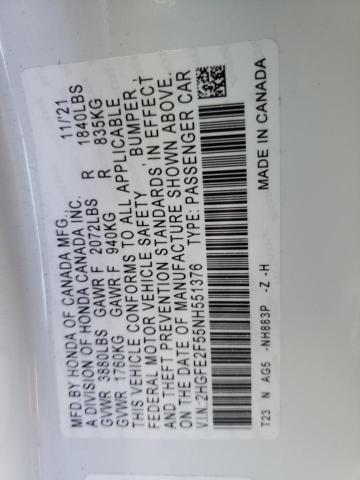 MFD BY HONDA OF CANADA MFG., 11/'21
A DIVISION OF HONDA CANADA INC.
GVWR 3880LBS GAWR F 2072LBS R 1840LBS
GVWR 1760KG GAWR F 940KG R 835KG
THIS VEHICLE CONFORMS TO ALL APPLICABLE
FEDERAL MOTOR VEHICLE SAFETY, BUMPER,
AND THEFT PREVENTION STANDARDS IN EFFECT
ON THE DATE OF MANUFACTURE SHOWN ABOVE.
V.I.N.:2HGFE2F55NH551376 TYPE: PASSENGER CAR
T23 N AG5 -NH883P -Z -H MADE IN CANADA